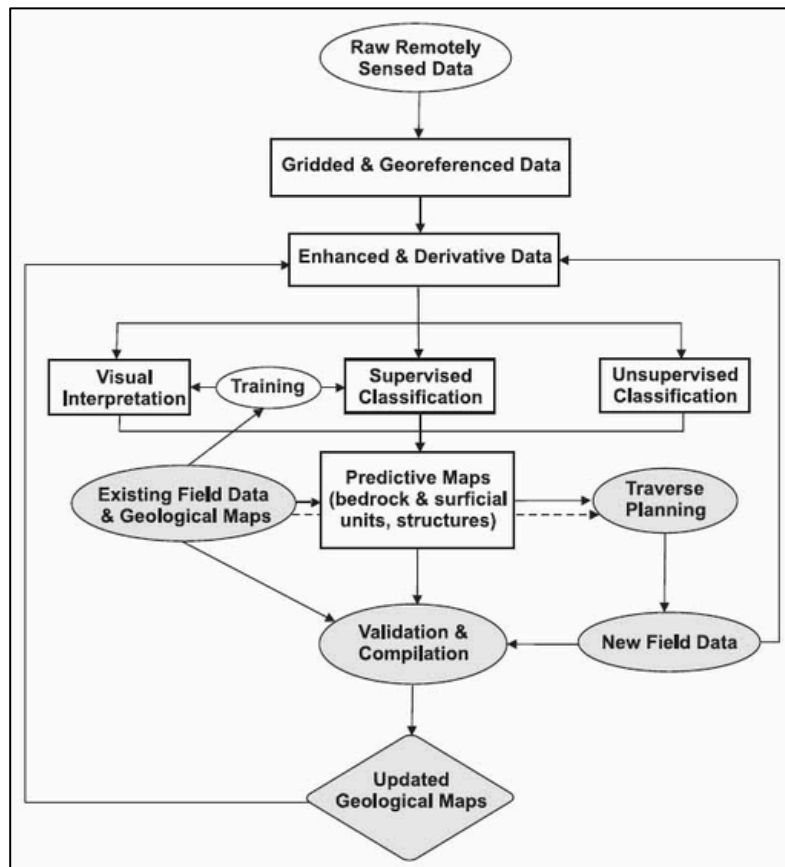 Raw Remotely
Sensed Data
Gridded & Georeferenced Data
Enhanced & Derivative Data
Visual
Interpretation
Training
Supervised
Classification
Unsupervised
Classification
Existing Field Data
& Geological Maps
Predictive Maps
(bedrock & surficial
units, structures)
Traverse
Planning
Validation &
Compilation
New Field Data
Updated
Geological Maps